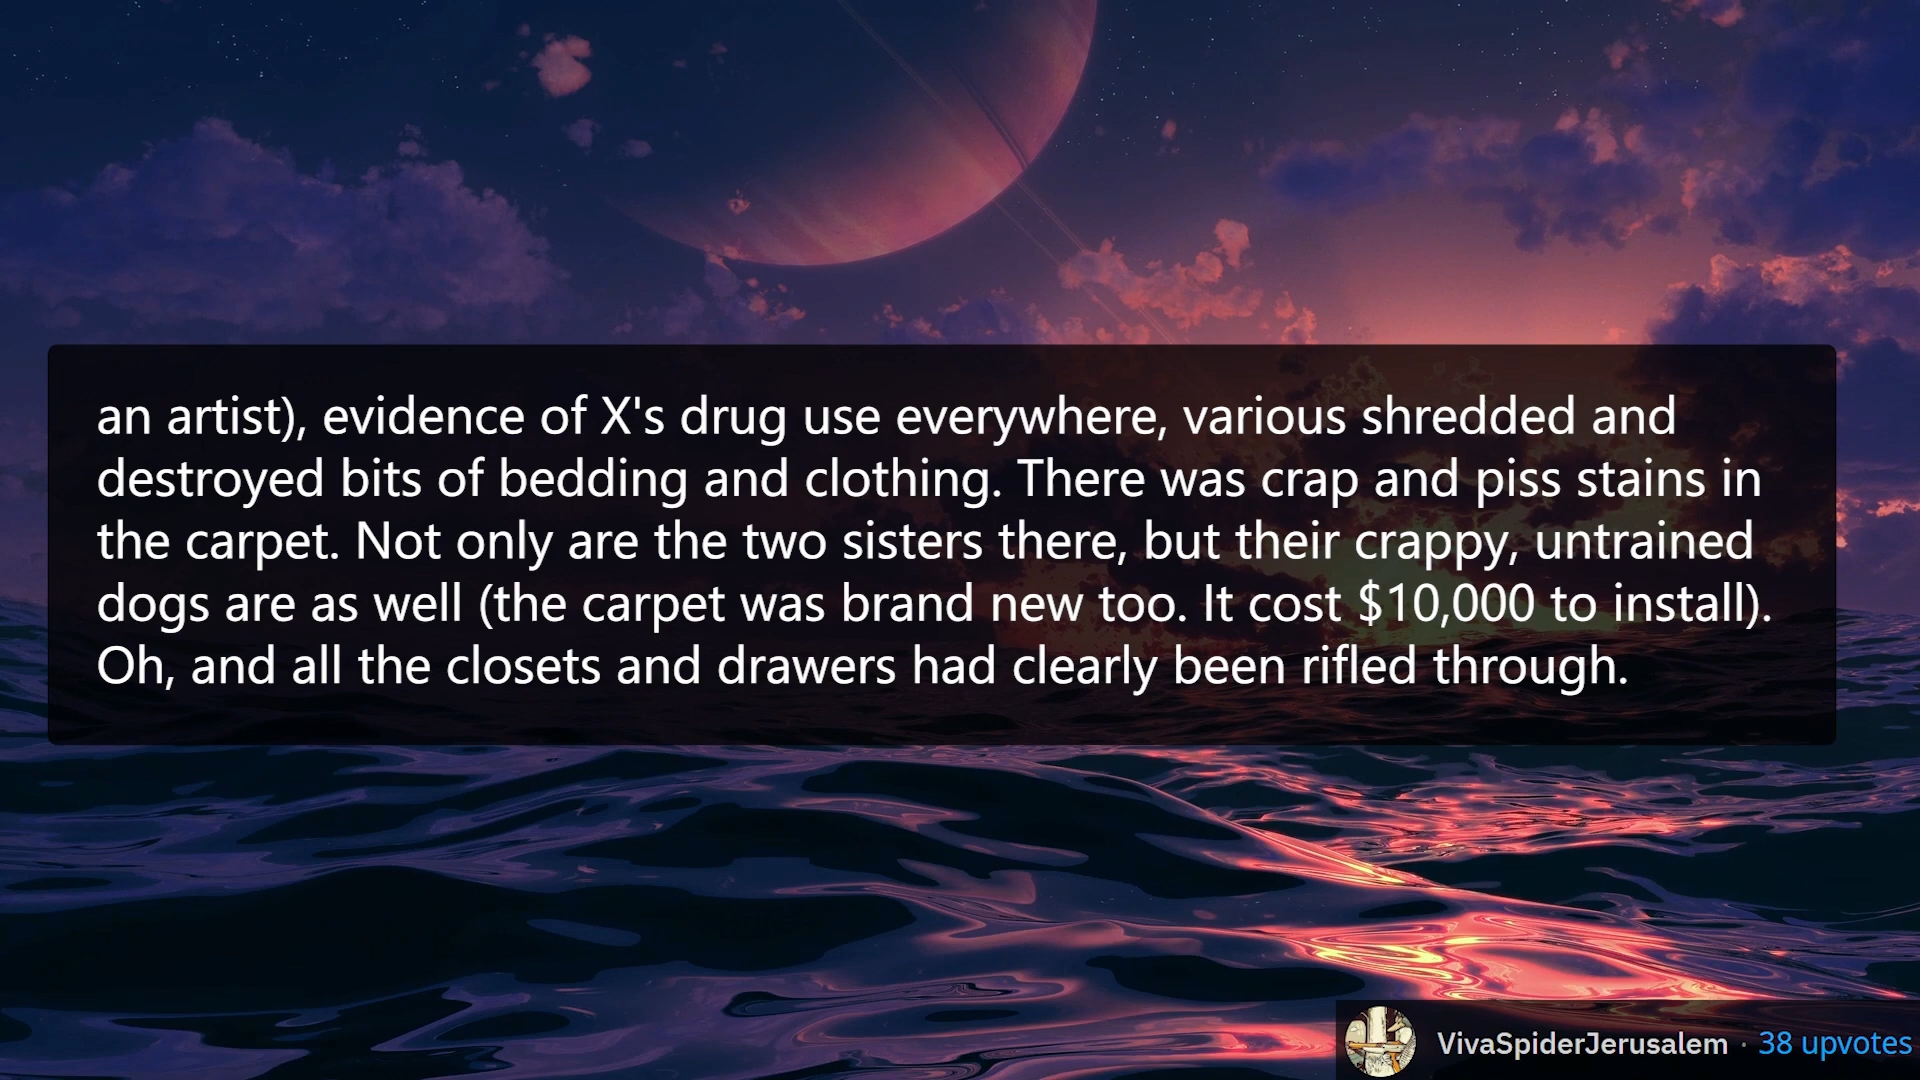 an artist), evidence of X's drug use everywhere, various shredded and
destroyed bits of bedding and clothing. There was crap and piss stains in
the carpet. Not only are the two sisters there, but their crappy, untrained
dogs are as well (the carpet was brand new too. It cost $10,000 to install).
Oh, and all the closets and drawers had clearly been rifled through.
VivaSpiderJerusalem · 38 upvotes